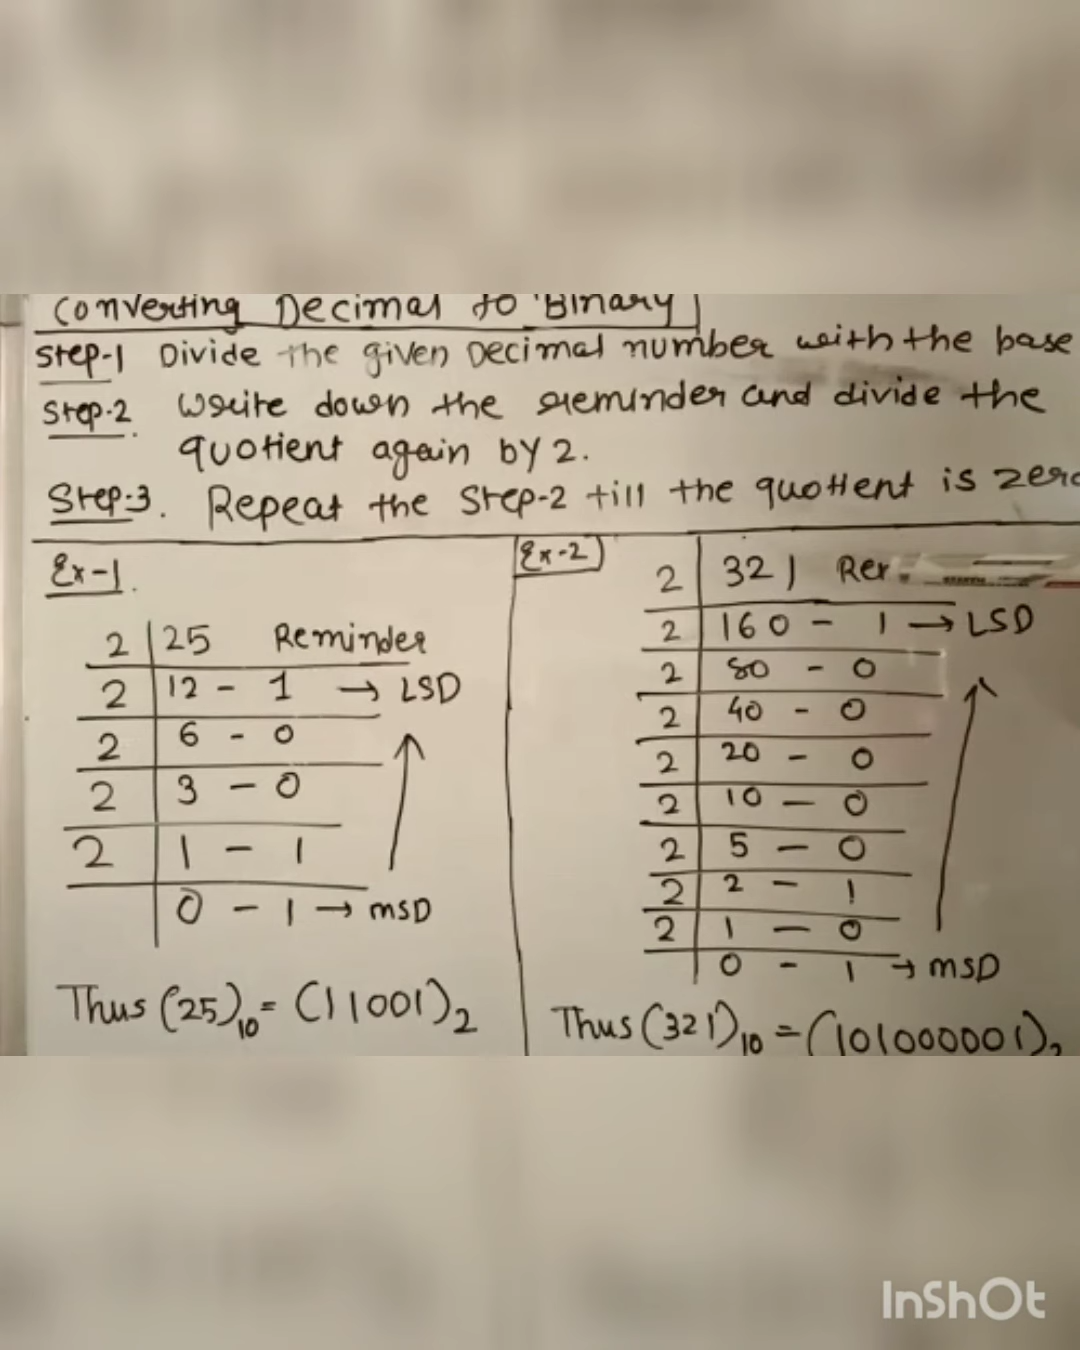 Converting Decimal to Binary
Step-1 Divide the given Decimal number with the base
Step-2 write down the reminder and divide the
quotient again by 2.
Step-3. Repeat the Step-2 till the quotient is zero
Ex-1.
2 | 25 Reminder
2 | 12 - 1 → LSD
2 | 6 - 0
2 | 3 - 0
2 | 1 - 1
0 - 1 → MSD
Thus (25)10 = (11001)2
Ex-2
2 | 321
2 | 160 - 1 → LSD
2 | 80 - 0
2 | 40 - 0
2 | 20 - 0
2 | 10 - 0
2 | 5 - 0
2 | 2 - 1
2 | 1 - 0
0 - 1 → MSD
Thus (321)10 = (101000001)2
InShOt